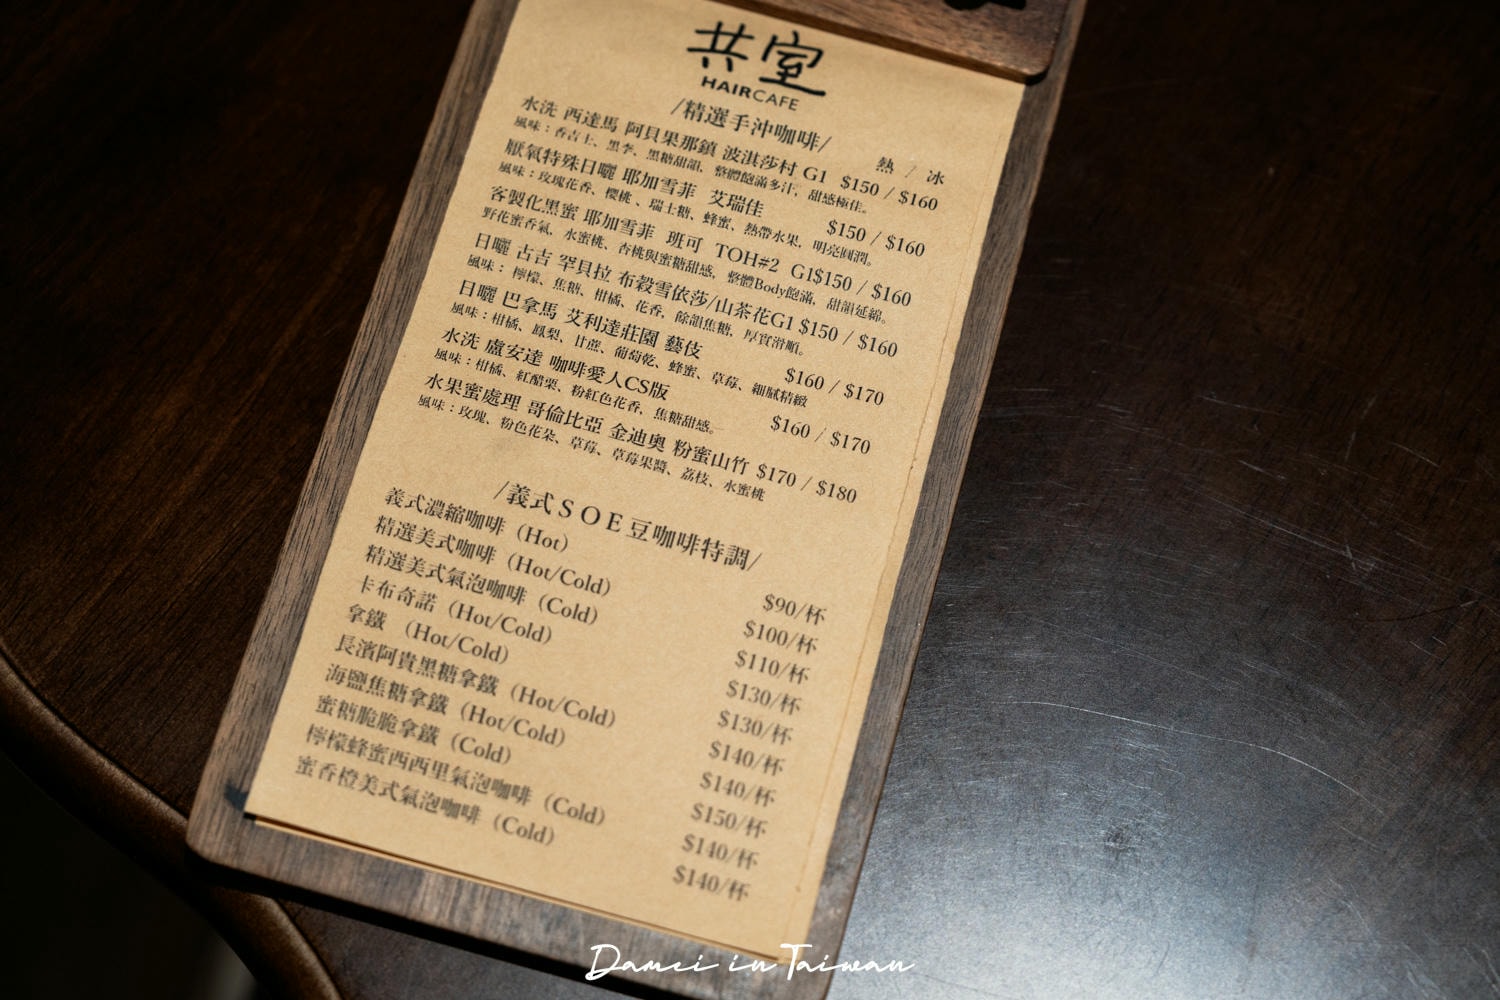 共室
HAIRCAFE
/精選手沖咖啡/
熱 / 冰
水洗 西達馬 阿貝果那鎮 波淇莎村 G1 $150 / $160
風味：香吉士、黑李、黑糖甜韻，整體飽滿多汁，甜感極佳。
厭氧特殊日曬 耶加雪菲 艾瑞佳 $150 / $160
風味：玫瑰花香、櫻桃、瑞士糖、蜂蜜、熱帶水果，明亮圓潤。
客製化黑蜜 耶加雪菲 班可 TOH#2 G1$150 / $160
野花蜜香氣、水蜜桃、杏桃與蜜糖甜感，整體Body飽滿，甜韻延綿。
日曬 古吉 罕貝拉 布穀雪依莎/山茶花G1 $150 / $160
風味：檸檬、焦糖、柑橘、花香，餘韻焦糖，厚實滑順。
日曬 巴拿馬 艾利達莊園 藝伎 $160 / $170
風味：柑橘、鳳梨、甘蔗、葡萄乾、蜂蜜、草莓、細膩精緻
水洗 盧安達 咖啡愛人CS版 $160 / $170
風味：柑橘、紅醋栗、粉紅色花香，焦糖甜感。
水果蜜處理 哥倫比亞 金迪奧 粉蜜山竹 $170 / $180
風味：玫瑰、粉色花朵、草莓、草莓果醬、荔枝、水蜜桃
/義式SOE豆咖啡特調/
義式濃縮咖啡（Hot） $90/杯
精選美式咖啡（Hot/Cold） $100/杯
精選美式氣泡咖啡（Cold） $110/杯
卡布奇諾（Hot/Cold） $130/杯
拿鐵 （Hot/Cold） $130/杯
長濱阿貴黑糖拿鐵（Hot/Cold） $140/杯
海鹽焦糖拿鐵（Hot/Cold） $140/杯
蜜糖脆脆拿鐵（Cold） $150/杯
檸檬蜂蜜西西里氣泡咖啡（Cold） $140/杯
蜜香橙美式氣泡咖啡（Cold） $140/杯
Damei in Taiwan